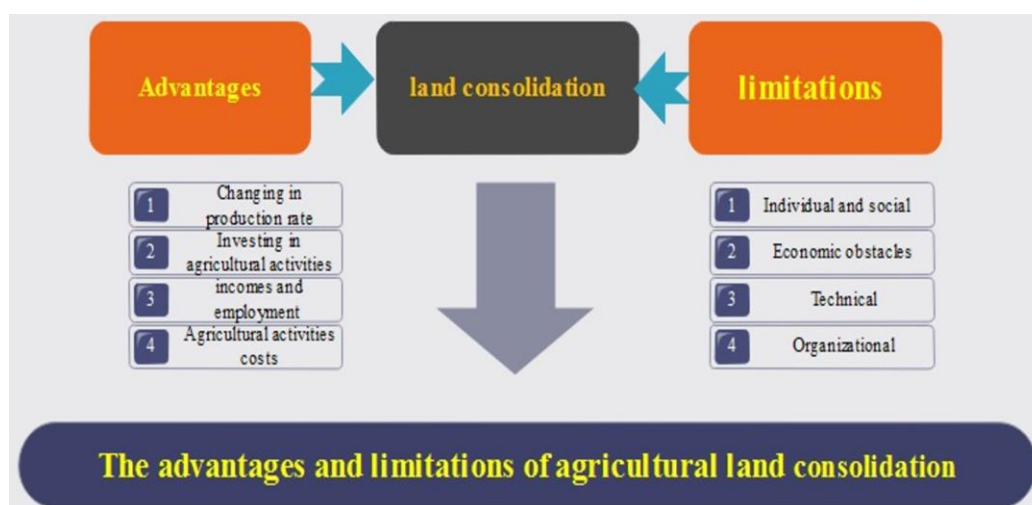 Advantages
land consolidation
limitations
1
Changing in
production rate
2
Investing in
agricultural activities
3
incomes and
employment
4
Agricultural activities
costs
1
Individual and social
2
Economic obstacles
3
Technical
4
Organizational
The advantages and limitations of agricultural land consolidation